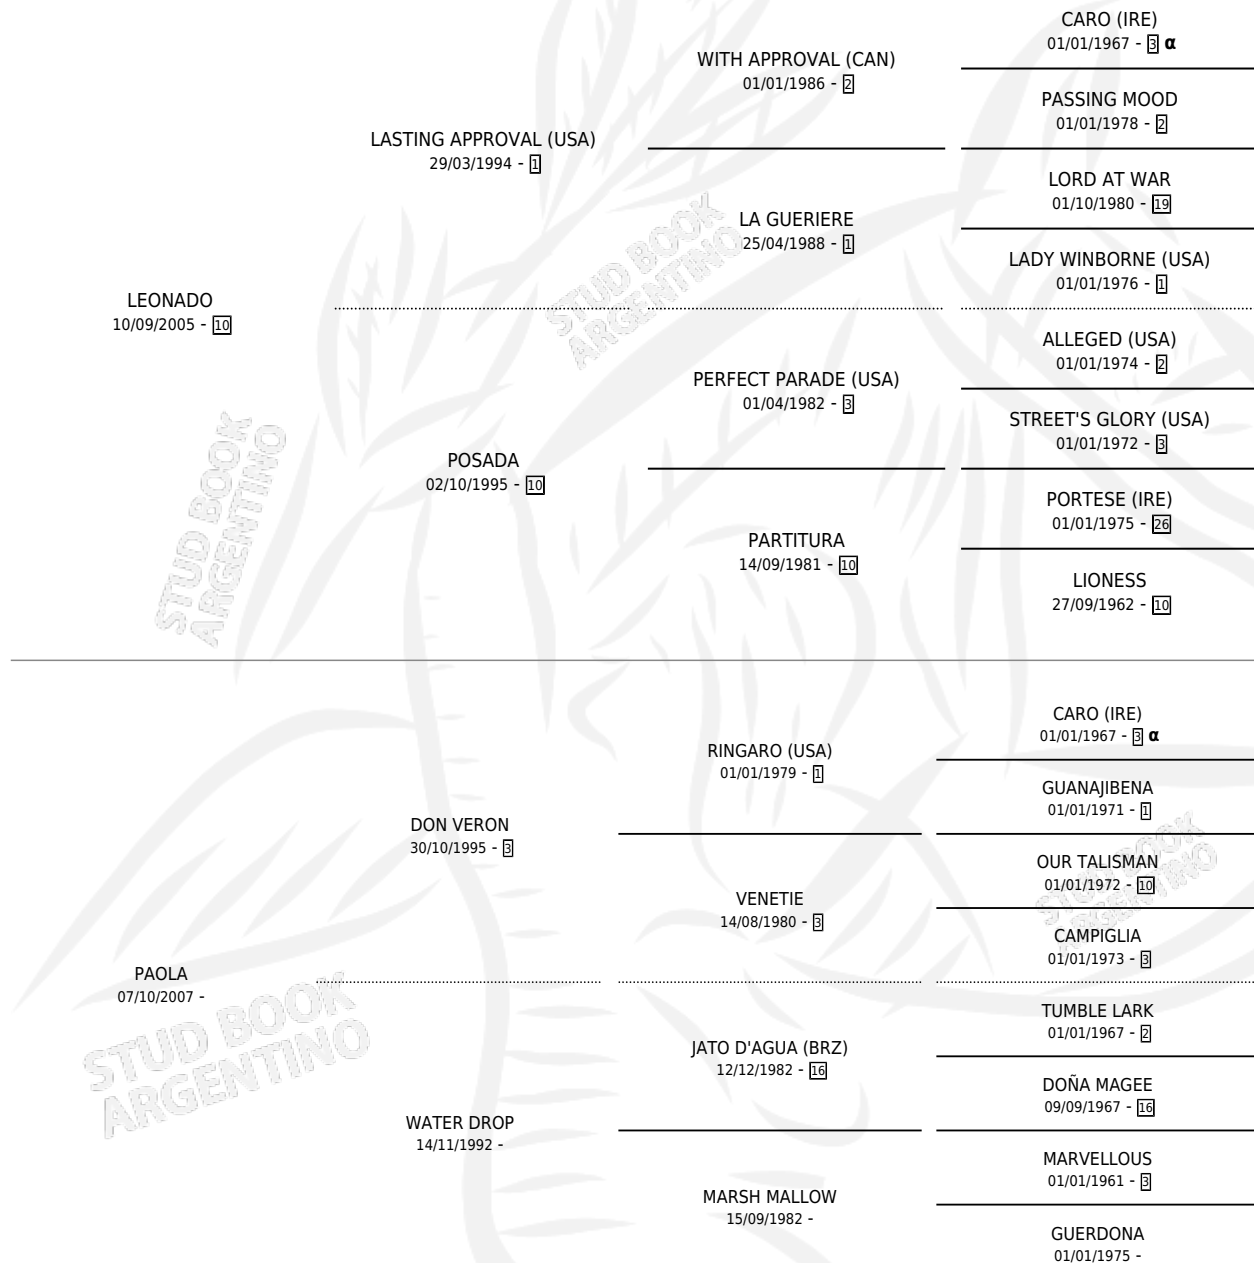 CARO (IRE)
01/01/1967 - 3 α
WITH APPROVAL (CAN)
01/01/1986 - 2
PASSING MOOD
01/01/1978 - 2
LASTING APPROVAL (USA)
29/03/1994 - 1
LORD AT WAR
01/10/1980 - 19
LA GUERIERE
25/04/1988 - 1
LADY WINBORNE (USA)
01/01/1976 - 1
LEONADO
10/09/2005 - 10
ALLEGED (USA)
01/01/1974 - 2
PERFECT PARADE (USA)
01/04/1982 - 3
STREET'S GLORY (USA)
01/01/1972 - 3
POSADA
02/10/1995 - 10
PORTESE (IRE)
01/01/1975 - 26
PARTITURA
14/09/1981 - 10
LIONESS
27/09/1962 - 10
CARO (IRE)
01/01/1967 - 3 α
RINGARO (USA)
01/01/1979 - 1
GUANAJIBENA
01/01/1971 - 1
DON VERON
30/10/1995 - 3
OUR TALISMAN
01/01/1972 - 10
VENETIE
14/08/1980 - 3
CAMPIGLIA
01/01/1973 - 3
PAOLA
07/10/2007 -
TUMBLE LARK
01/01/1967 - 2
JATO D'AGUA (BRZ)
12/12/1982 - 16
DOÑA MAGEE
09/09/1967 - 16
WATER DROP
14/11/1992 -
MARVELLOUS
01/01/1961 - 3
MARSH MALLOW
15/09/1982 -
GUERDONA
01/01/1975 -
STUD BOOK
ARGENTINO
STUD BOOK
ARGENTINO
STUD BOOK
ARGENTINO
STUD BOOK
ARGENTINO